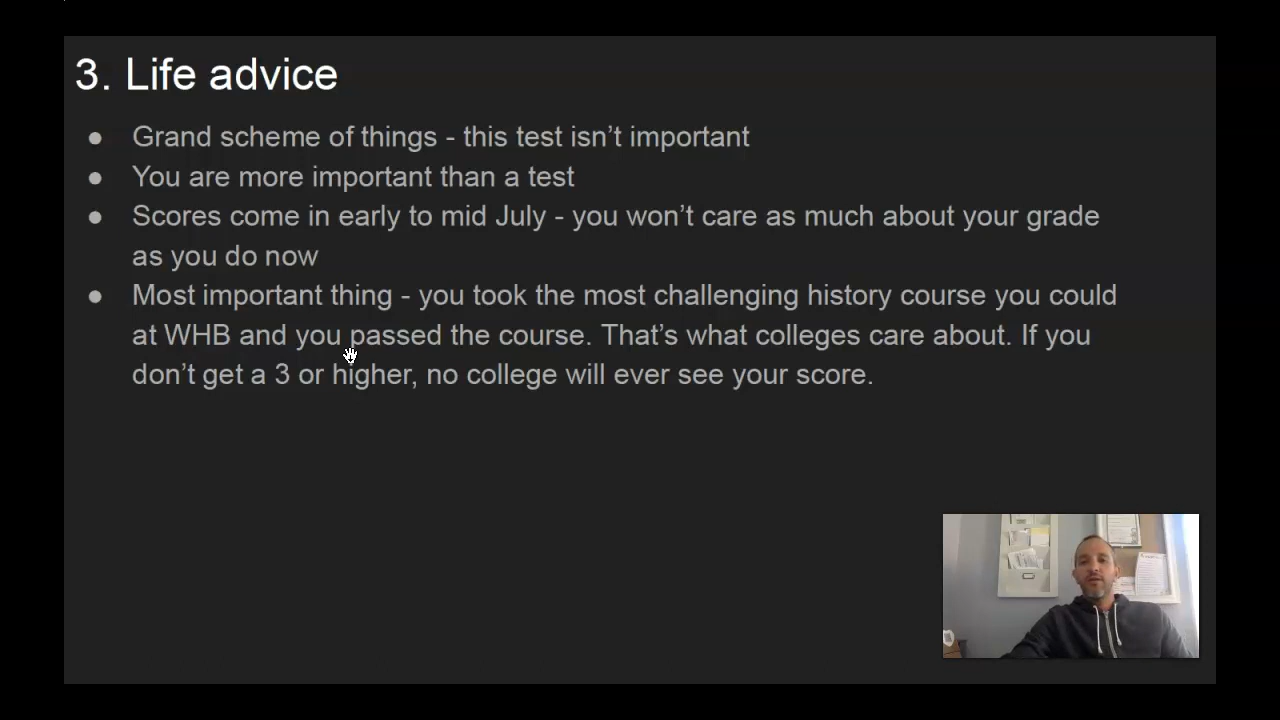 3. Life advice
● Grand scheme of things - this test isn't important
● You are more important than a test
● Scores come in early to mid July - you won't care as much about your grade
as you do now
● Most important thing - you took the most challenging history course you could
at WHB and you passed the course. That's what colleges care about. If you
don't get a 3 or higher, no college will ever see your score.